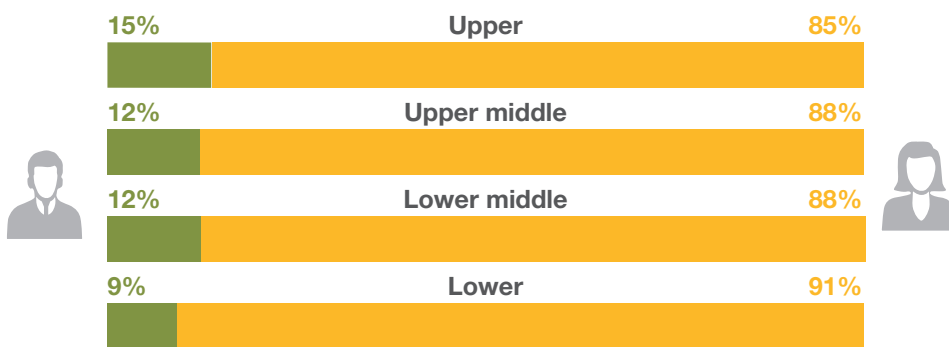 15% Upper 85%
12% Upper middle 88%
12% Lower middle 88%
9% Lower 91%